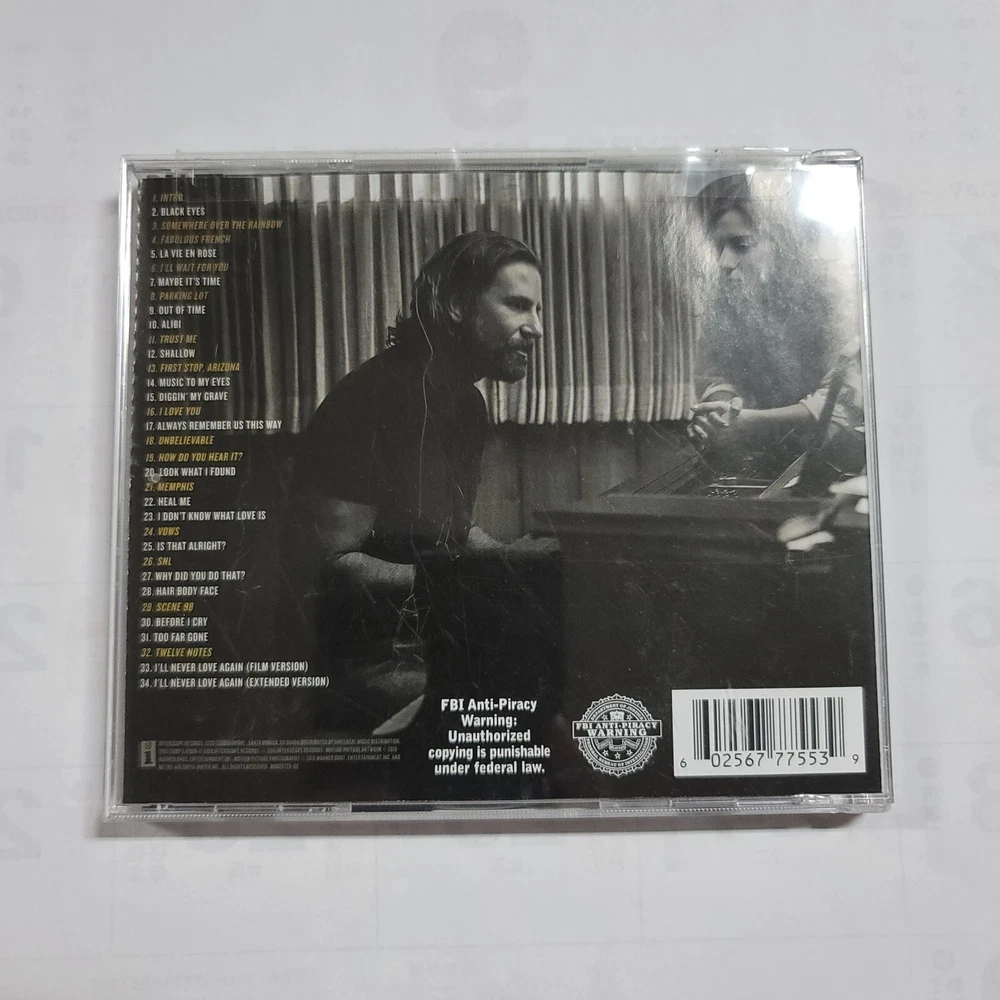 1. INTRO
2. BLACK EYES
3. SOMEWHERE OVER THE RAINBOW
4. FABULOUS FRENCH
5. LA VIE EN ROSE
6. I'LL WAIT FOR YOU
7. MAYBE IT'S TIME
8. PARKING LOT
9. OUT OF TIME
10. ALIBI
11. TRUST ME
12. SHALLOW
13. FIRST STOP, ARIZONA
14. MUSIC TO MY EYES
15. DIGGIN' MY GRAVE
16. I LOVE YOU
17. ALWAYS REMEMBER US THIS WAY
18. UNBELIEVABLE
19. HOW DO YOU HEAR IT?
20. LOOK WHAT I FOUND
21. MEMPHIS
22. HEAL ME
23. I DON'T KNOW WHAT LOVE IS
24. VOWS
25. IS THAT ALRIGHT?
26. SNL
27. WHY DID YOU DO THAT?
28. HAIR BODY FACE
29. SCENE 98
30. BEFORE I CRY
31. TOO FAR GONE
32. TWELVE NOTES
33. I'LL NEVER LOVE AGAIN (FILM VERSION)
34. I'LL NEVER LOVE AGAIN (EXTENDED VERSION)
FBI Anti-Piracy
Warning:
Unauthorized
copying is punishable
under federal law.
FBI ANTI-PIRACY
WARNING
6 02567 77553 9